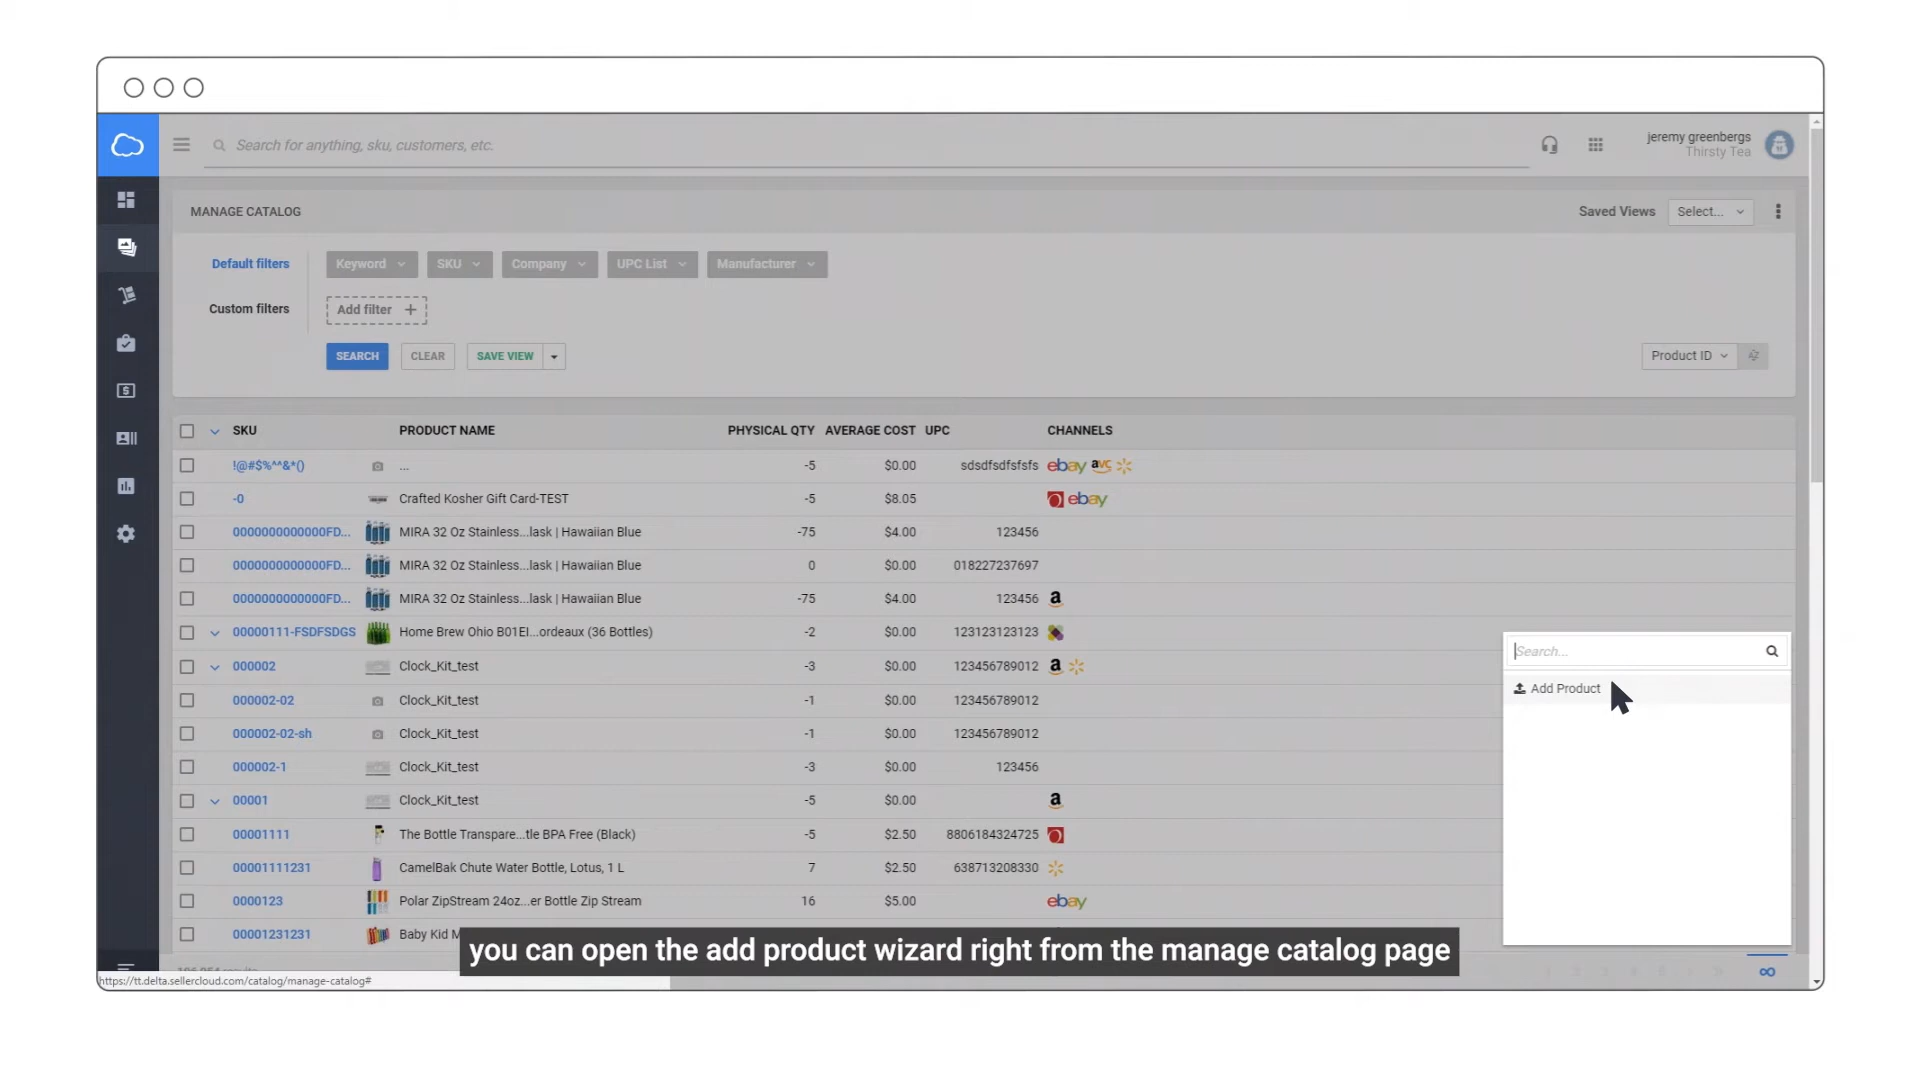 Search for anything, sku, customers, etc.
jeremy greenbergs
Thirsty Tea
MANAGE CATALOG
Saved Views Select...
Default filters Keyword SKU Company UPC List Manufacturer
Custom filters Add filter +
SEARCH CLEAR SAVE VIEW Product ID
SKU PRODUCT NAME PHYSICAL QTY AVERAGE COST UPC CHANNELS
!@#$%^^&*() ... -5 $0.00 sdsdfsdfsfsfs ebay avc
-0 Crafted Kosher Gift Card-TEST -5 $8.05 ebay
0000000000000FD... MIRA 32 Oz Stainless...lask | Hawaiian Blue -75 $4.00 123456
0000000000000FD... MIRA 32 Oz Stainless...lask | Hawaiian Blue 0 $0.00 018227237697
0000000000000FD... MIRA 32 Oz Stainless...lask | Hawaiian Blue -75 $4.00 123456 a
00000111-FSDFSDGS Home Brew Ohio B01EI...ordeaux (36 Bottles) -2 $0.00 123123123123
000002 Clock_Kit_test -3 $0.00 123456789012 a
000002-02 Clock_Kit_test -1 $0.00 123456789012
000002-02-sh Clock_Kit_test -1 $0.00 123456789012
000002-1 Clock_Kit_test -3 $0.00 123456
00001 Clock_Kit_test -5 $0.00 a
00001111 The Bottle Transpare...tle BPA Free (Black) -5 $2.50 8806184324725
00001111231 CamelBak Chute Water Bottle, Lotus, 1 L 7 $2.50 638713208330
0000123 Polar ZipStream 24oz...er Bottle Zip Stream 16 $5.00 ebay
00001231231 Baby Kid
Search...
Add Product
you can open the add product wizard right from the manage catalog page
https://tt.delta.sellercloud.com/catalog/manage-catalog#